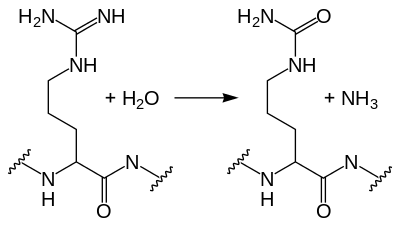 H₂N NH H₂N O
NH NH
+ H₂O + NH₃
N N
N N
H H
O O